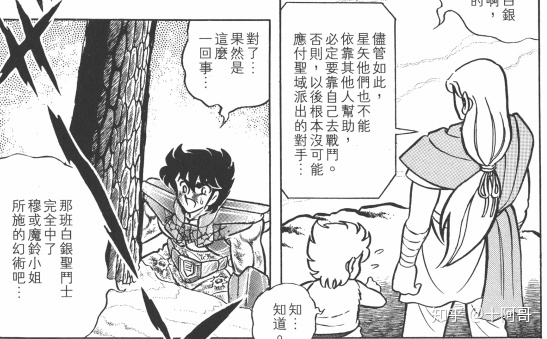 白銀
啊，
的
儘管如此，
星矢他們也不能
依靠其他人幫助，
必定要靠自己去戰鬥。
否則，以後根本沒可能
應付聖域派出的對手…
知…
知道。
對了…
果然是
這麼
一回事…
那班白銀聖鬥士
完全中了
穆或魔鈴小姐
所施的幻術吧…
知乎 @士呵哥